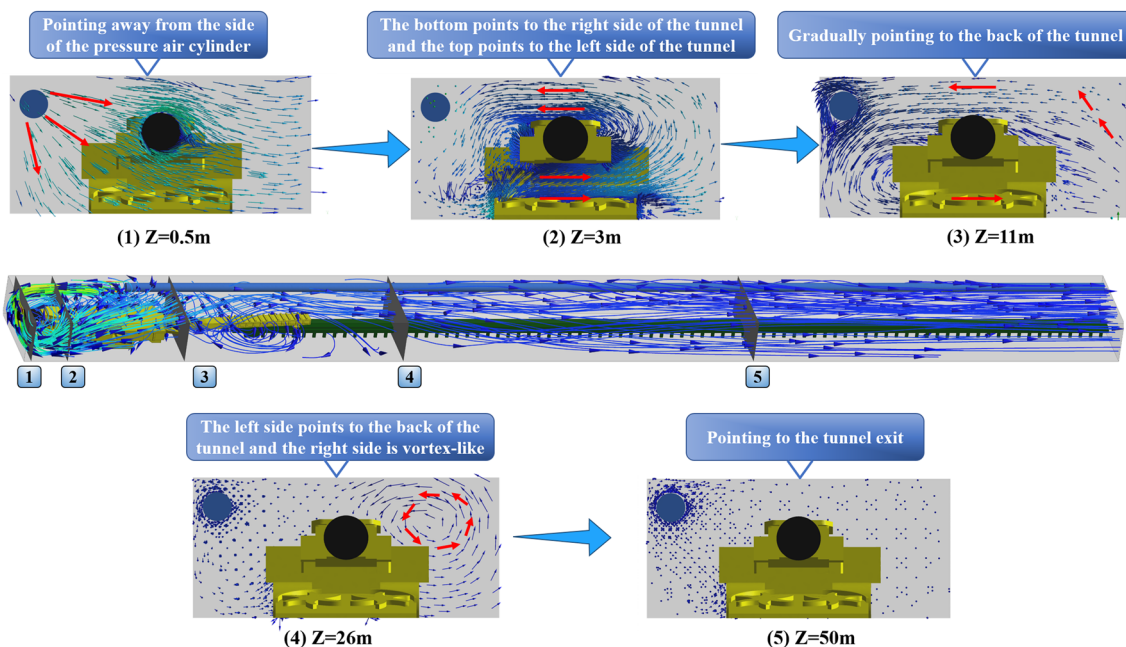 Pointing away from the side
of the pressure air cylinder
The bottom points to the right side of the tunnel
and the top points to the left side of the tunnel
Gradually pointing to the back of the tunnel
(1) Z=0.5m
(2) Z=3m
(3) Z=11m
1
2
3
4
5
The left side points to the back of the
tunnel and the right side is vortex-like
Pointing to the tunnel exit
(4) Z=26m
(5) Z=50m